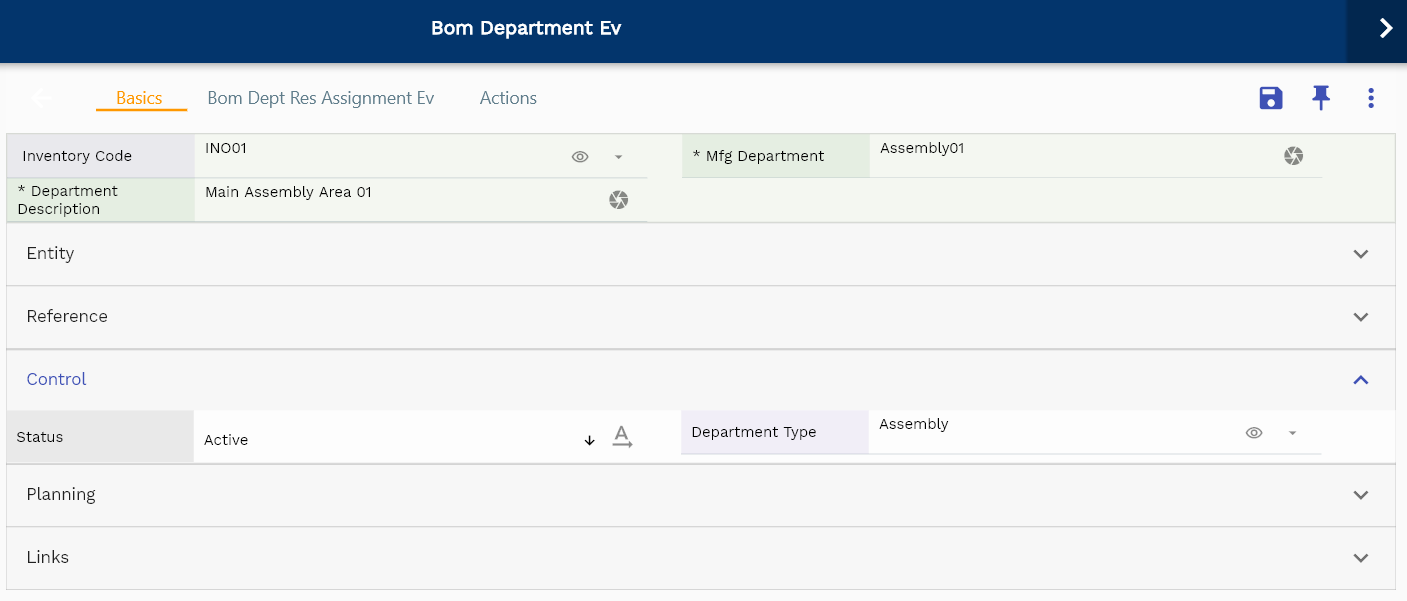 Bom Department Ev
Basics
Bom Dept Res Assignment Ev
Actions
Inventory Code
INO01
* Mfg Department
Assembly01
* Department
Description
Main Assembly Area 01
Entity
Reference
Control
Status
Active
A
Department Type
Assembly
Planning
Links